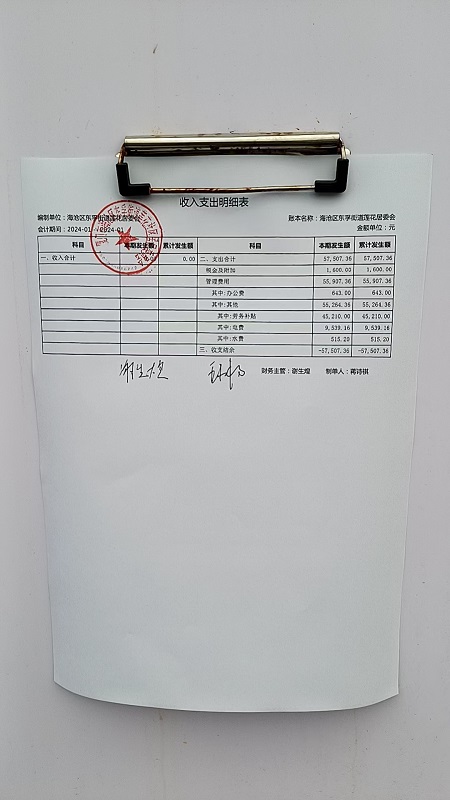 收入支出明细表
编制单位：海沧区东孚街道莲花居委会 账本名称：海沧区东孚街道莲花居委会
会计期间：2024-01--2024-01 金额单位：元
科目 本期发生额 累计发生额 科目 本期发生额 累计发生额
一、收入合计 0.00 二、支出合计 57,507.36 57,507.36
税金及附加 1,600.00 1,600.00
管理费用 55,907.36 55,907.36
其中:办公费 643.00 643.00
其中:其他 55,264.36 55,264.36
其中:劳务补贴 45,210.00 45,210.00
其中:电费 9,539.16 9,539.16
其中:水费 515.20 515.20
三、收支结余 -57,507.36 -57,507.36
财务主管：谢生煌 制单人：蒋诗棋